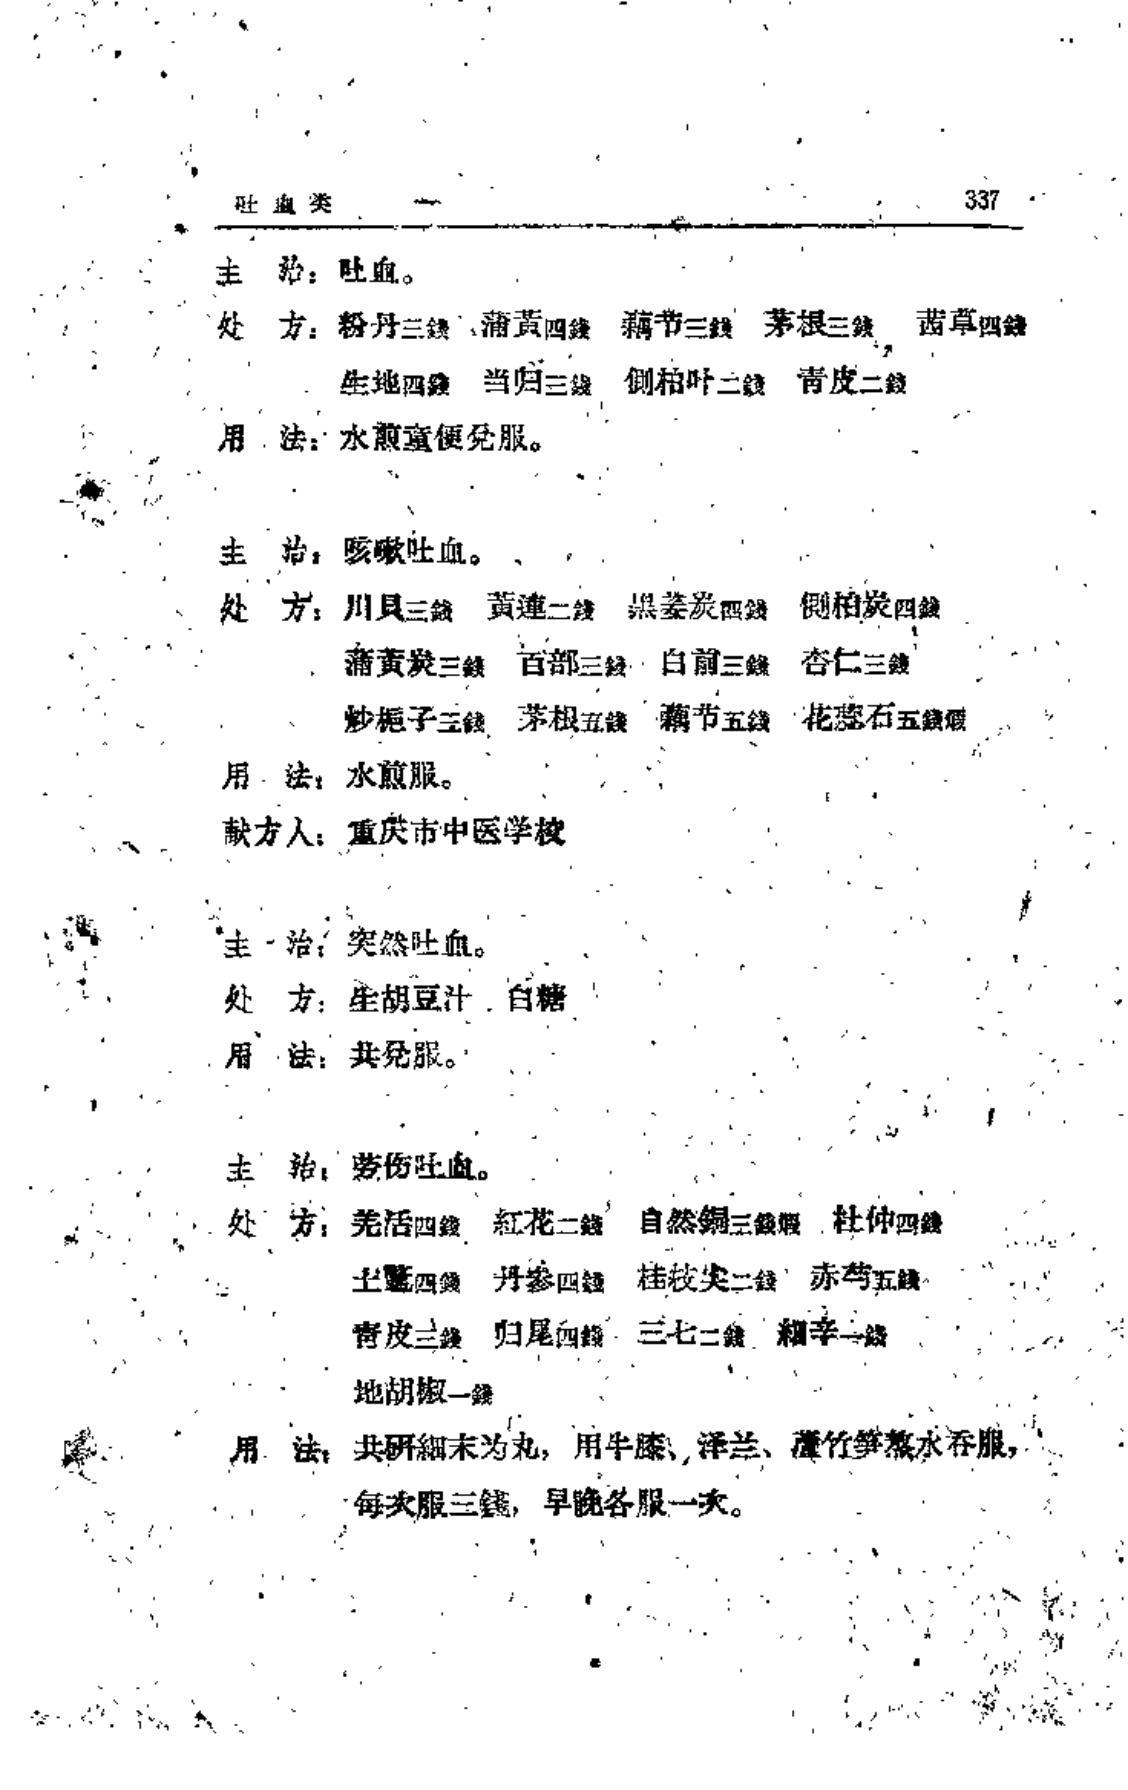 吐血类 337
主 治：吐血。
处 方：粉丹三錢 蒲黄四錢 藕节三錢 茅根三錢 茜草四錢
生地四錢 当归三錢 側柏叶二錢 青皮二錢
用 法：水煎童便兌服。
主 治：咳嗽吐血。
处 方：川貝三錢 黃連二錢 黑姜炭四錢 側柏炭四錢
蒲黃炭三錢 百部三錢 白前三錢 杏仁三錢
炒梔子三錢 茅根五錢 藕节五錢 花蕊石五錢煆
用 法：水煎服。
献方人：重庆市中医学校
主 治：突然吐血。
处 方：生胡豆汁 白糖
用 法：共兌服。
主 治：劳伤吐血。
处 方：羌活四錢 紅花二錢 自然銅三錢煆 杜仲四錢
土鱉四錢 丹参四錢 桂枝尖二錢 赤芍五錢
青皮三錢 归尾四錢 三七二錢 細辛一錢
地胡椒一錢
用 法：共研細末为丸，用牛膝、泽兰、蘆竹笋熬水吞服，
每次服三錢，早晚各服一次。